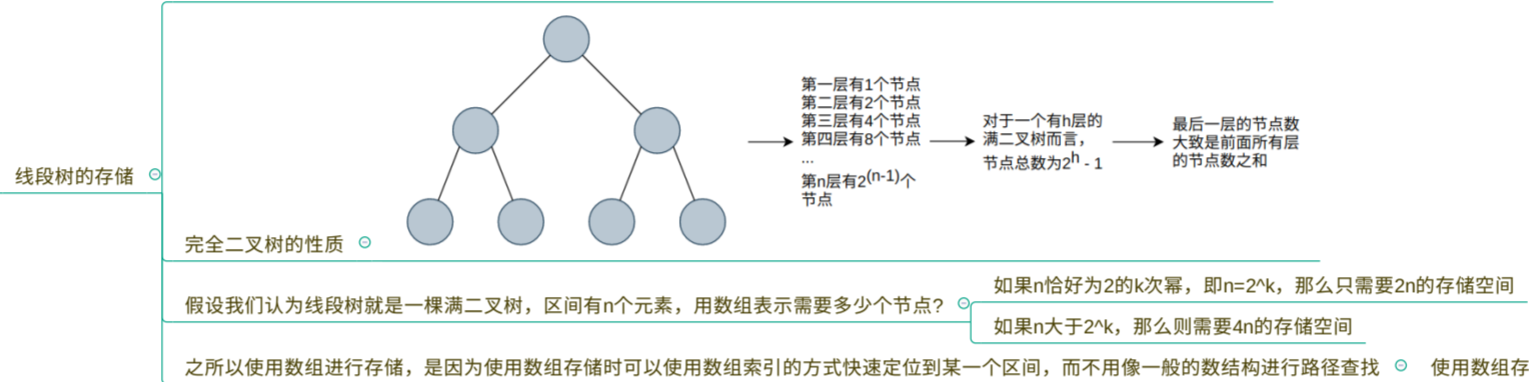 线段树的存储
第一层有1个节点
第二层有2个节点
第三层有4个节点
第四层有8个节点
...
第n层有2^(n-1)个
节点
对于一个有h层的
满二叉树而言，
节点总数为2^h - 1
最后一层的节点数
大致是前面所有层
的节点数之和
完全二叉树的性质
假设我们认为线段树就是一棵满二叉树，区间有n个元素，用数组表示需要多少个节点?
如果n恰好为2的k次幂，即n=2^k，那么只需要2n的存储空间
如果n大于2^k，那么则需要4n的存储空间
之所以使用数组进行存储，是因为使用数组存储时可以使用数组索引的方式快速定位到某一个区间，而不用像一般的数结构进行路径查找
使用数组存